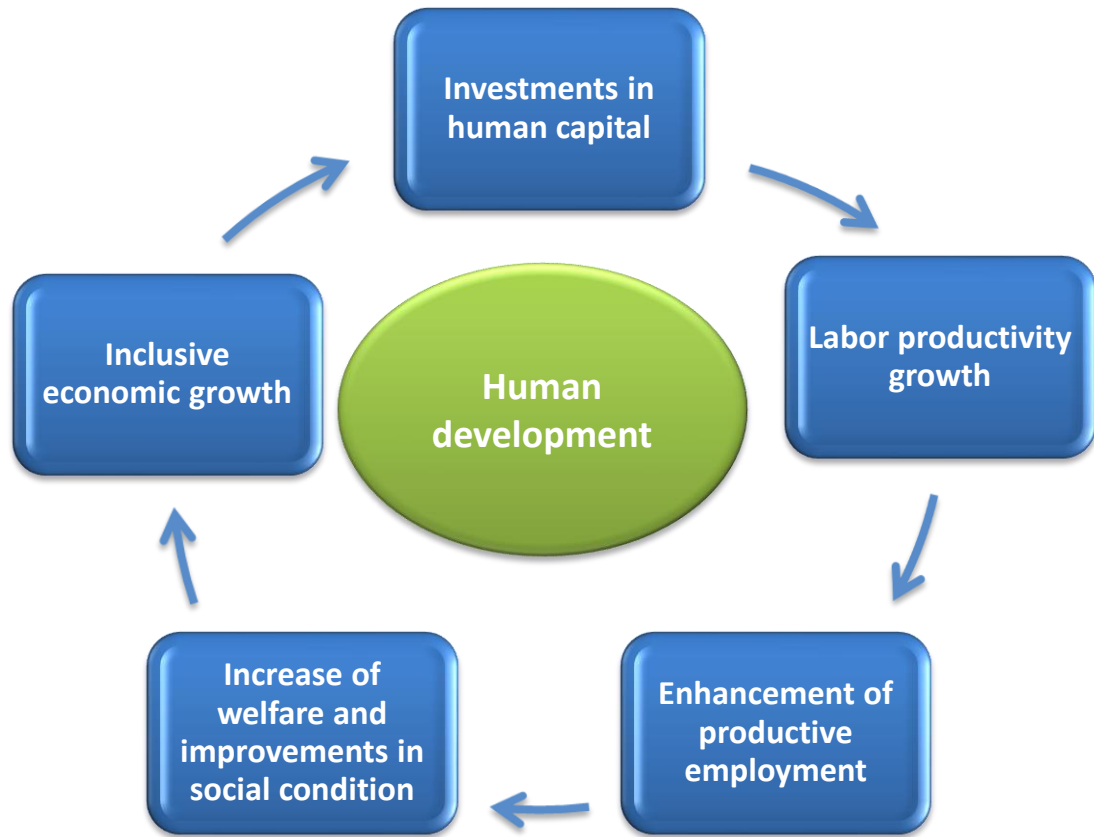 Investments in
human capital
Labor productivity
growth
Enhancement of
productive
employment
Increase of
welfare and
improvements in
social condition
Inclusive
economic growth
Human
development